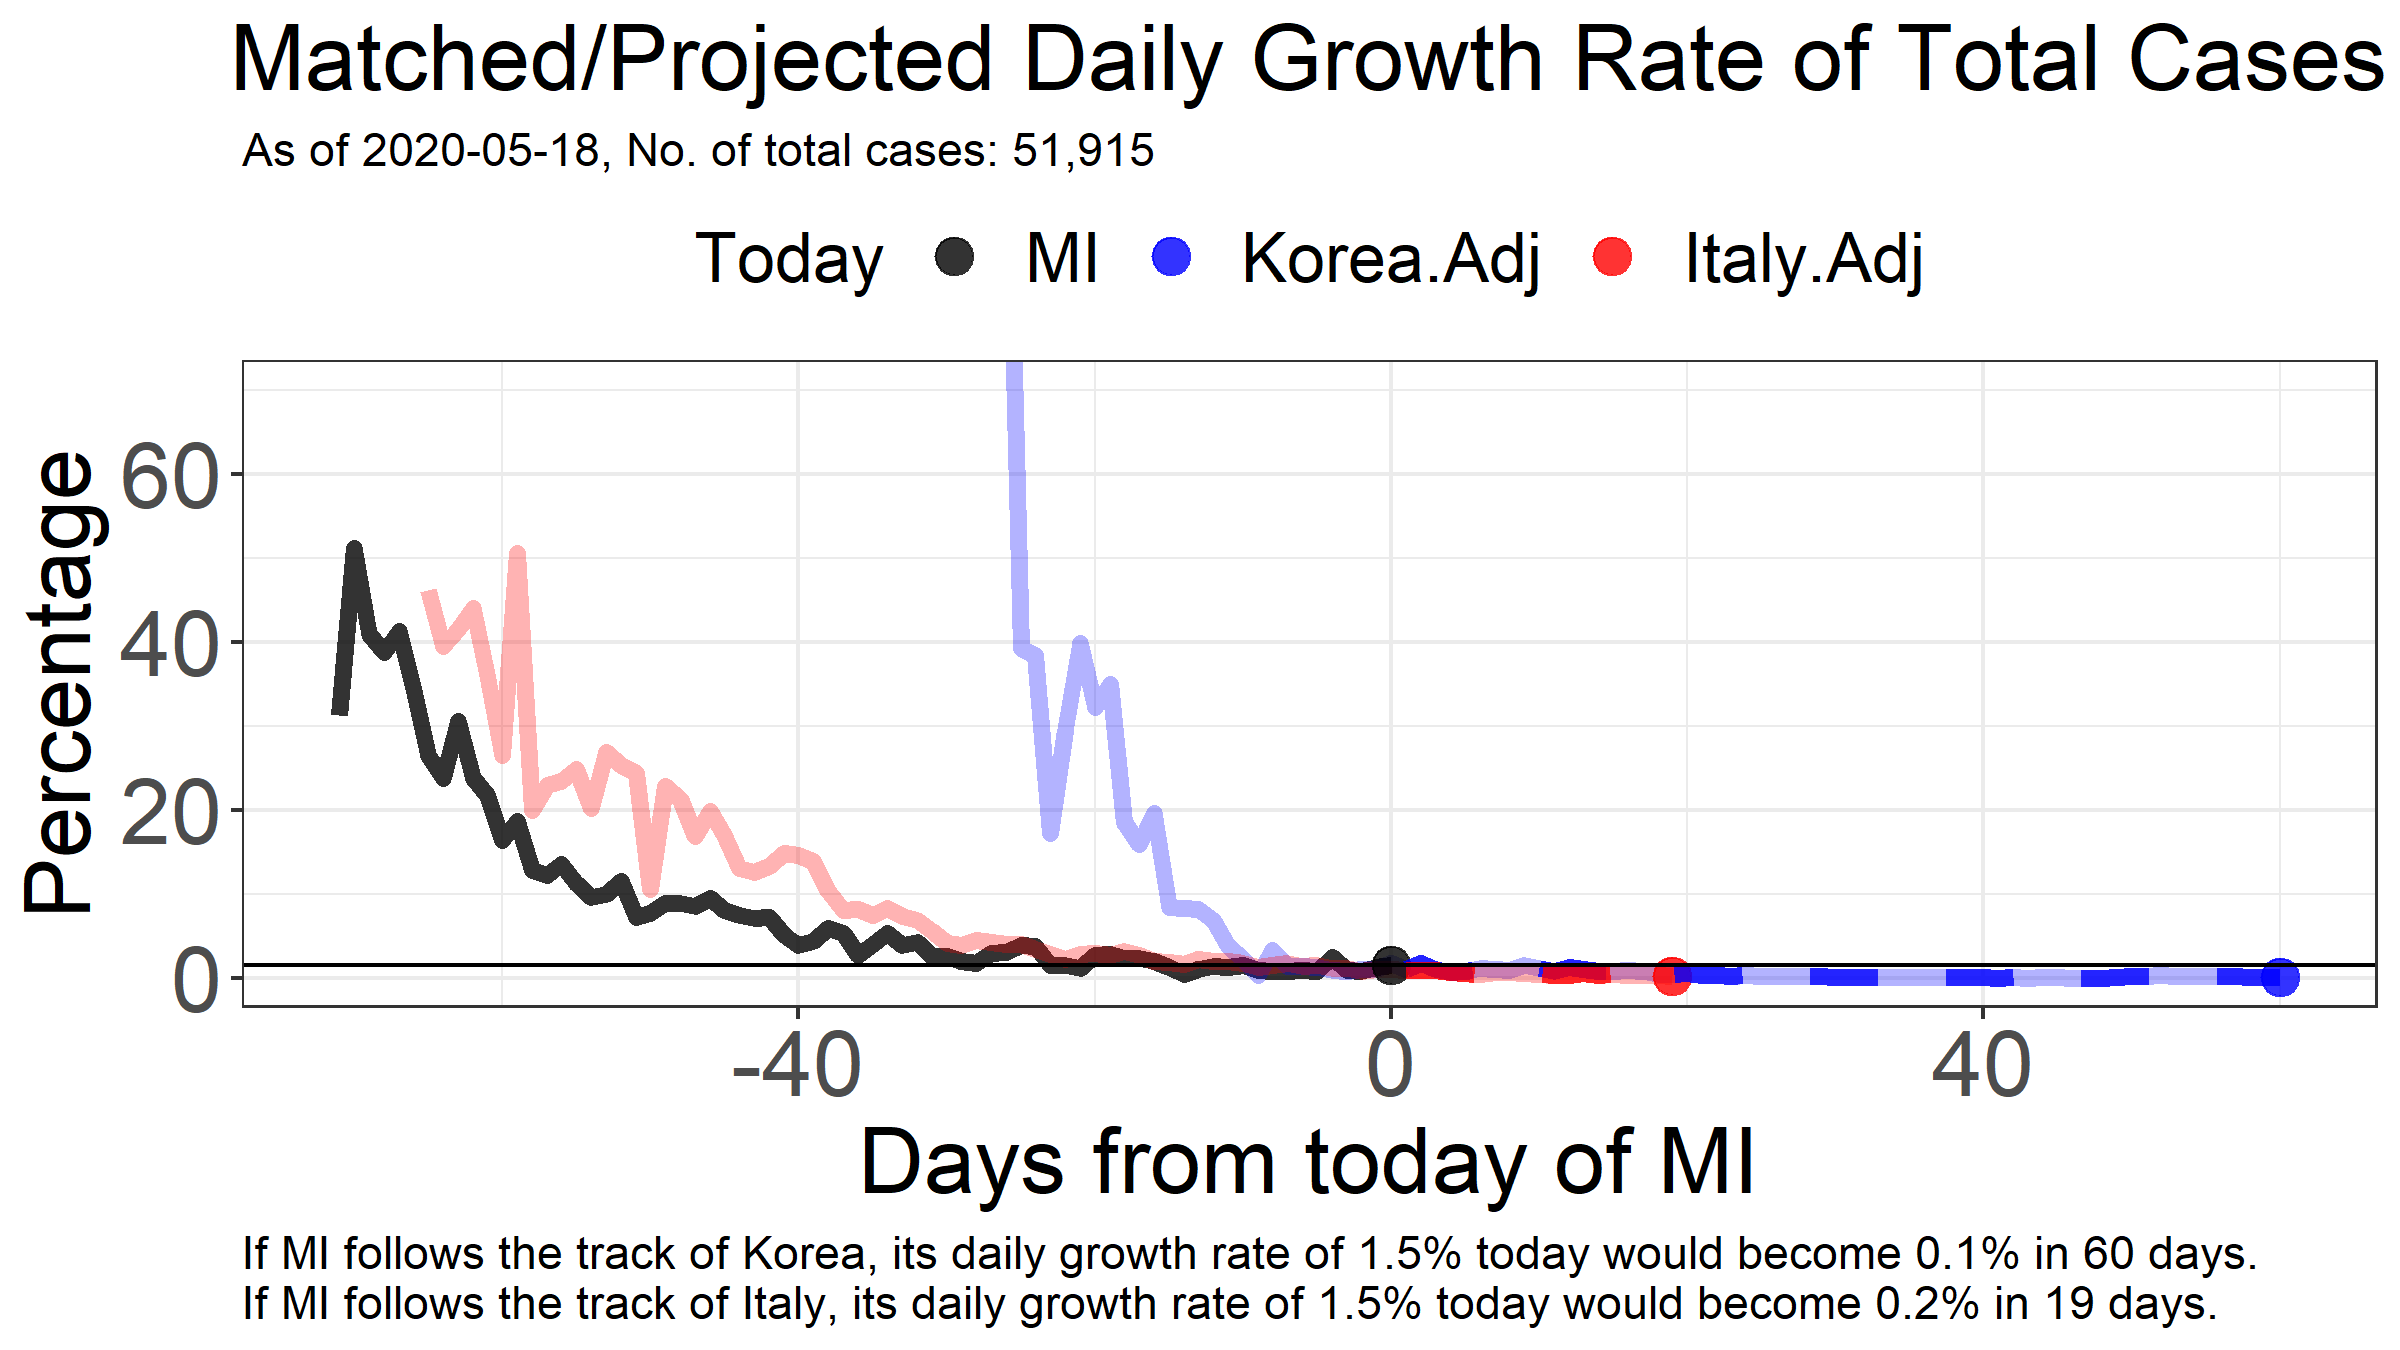 Matched/Projected Daily Growth Rate of Total Cases
As of 2020-05-18, No. of total cases: 51,915
Today MI Korea.Adj Italy.Adj
Percentage
60
40
20
0
-40 0 40
Days from today of MI
If MI follows the track of Korea, its daily growth rate of 1.5% today would become 0.1% in 60 days.
If MI follows the track of Italy, its daily growth rate of 1.5% today would become 0.2% in 19 days.